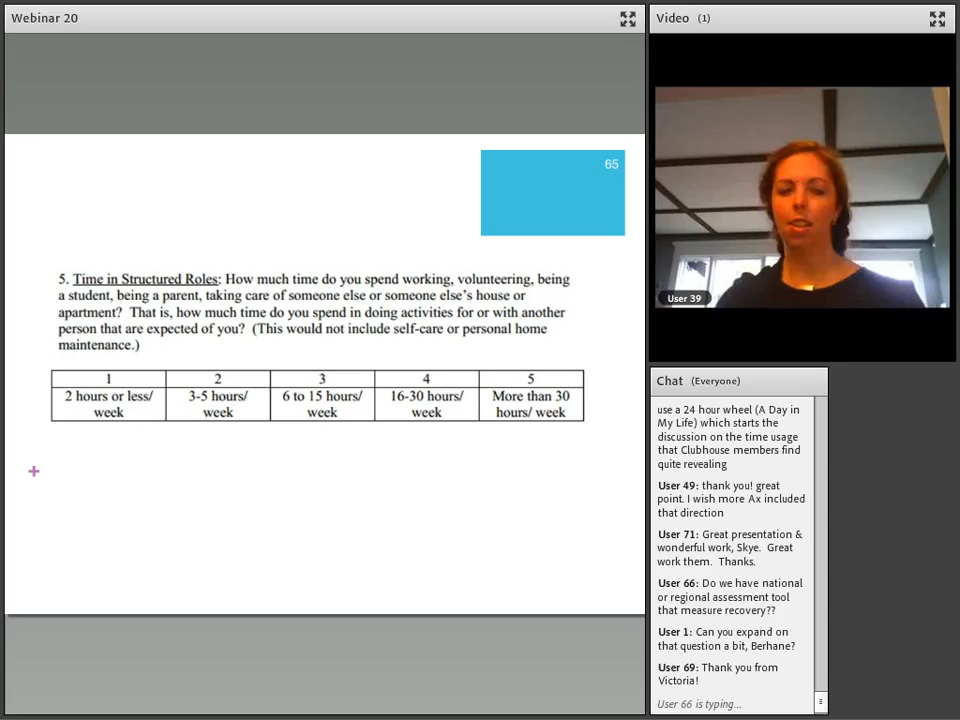 Webinar 20
65
5. Time in Structured Roles: How much time do you spend working, volunteering, being
a student, being a parent, taking care of someone else or someone else's house or
apartment? That is, how much time do you spend in doing activities for or with another
person that are expected of you? (This would not include self-care or personal home
maintenance.)
1 2 3 4 5
2 hours or less/ 3-5 hours/ 6 to 15 hours/ 16-30 hours/ More than 30
week week week week hours/ week
Video (1)
User 39
Chat (Everyone)
use a 24 hour wheel (A Day in
My Life) which starts the
discussion on the time usage
that Clubhouse members find
quite revealing
User 49: thank you! great
point. I wish more Ax included
that direction
User 71: Great presentation &
wonderful work, Skye. Great
work them. Thanks.
User 66: Do we have national
or regional assessment tool
that measure recovery??
User 1: Can you expand on
that question a bit, Berhane?
User 69: Thank you from
Victoria!
User 66 is typing...